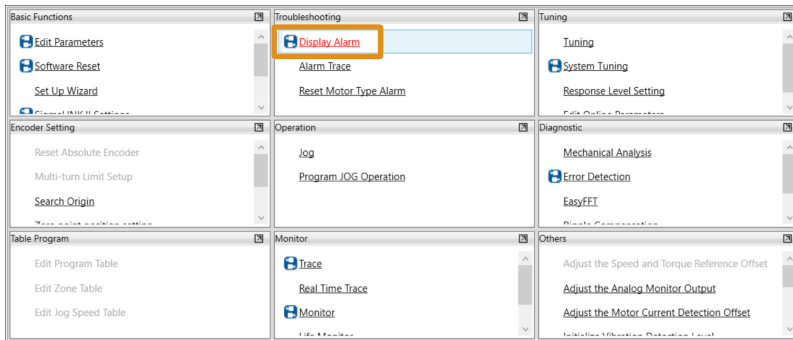 Basic Functions
Edit Parameters
Software Reset
Set Up Wizard
Troubleshooting
Display Alarm
Alarm Trace
Reset Motor Type Alarm
Tuning
Tuning
System Tuning
Response Level Setting
Encoder Setting
Reset Absolute Encoder
Multi-turn Limit Setup
Search Origin
Operation
Jog
Program JOG Operation
Diagnostic
Mechanical Analysis
Error Detection
EasyFFT
Table Program
Edit Program Table
Edit Zone Table
Edit Jog Speed Table
Monitor
Trace
Real Time Trace
Monitor
Others
Adjust the Speed and Torque Reference Offset
Adjust the Analog Monitor Output
Adjust the Motor Current Detection Offset